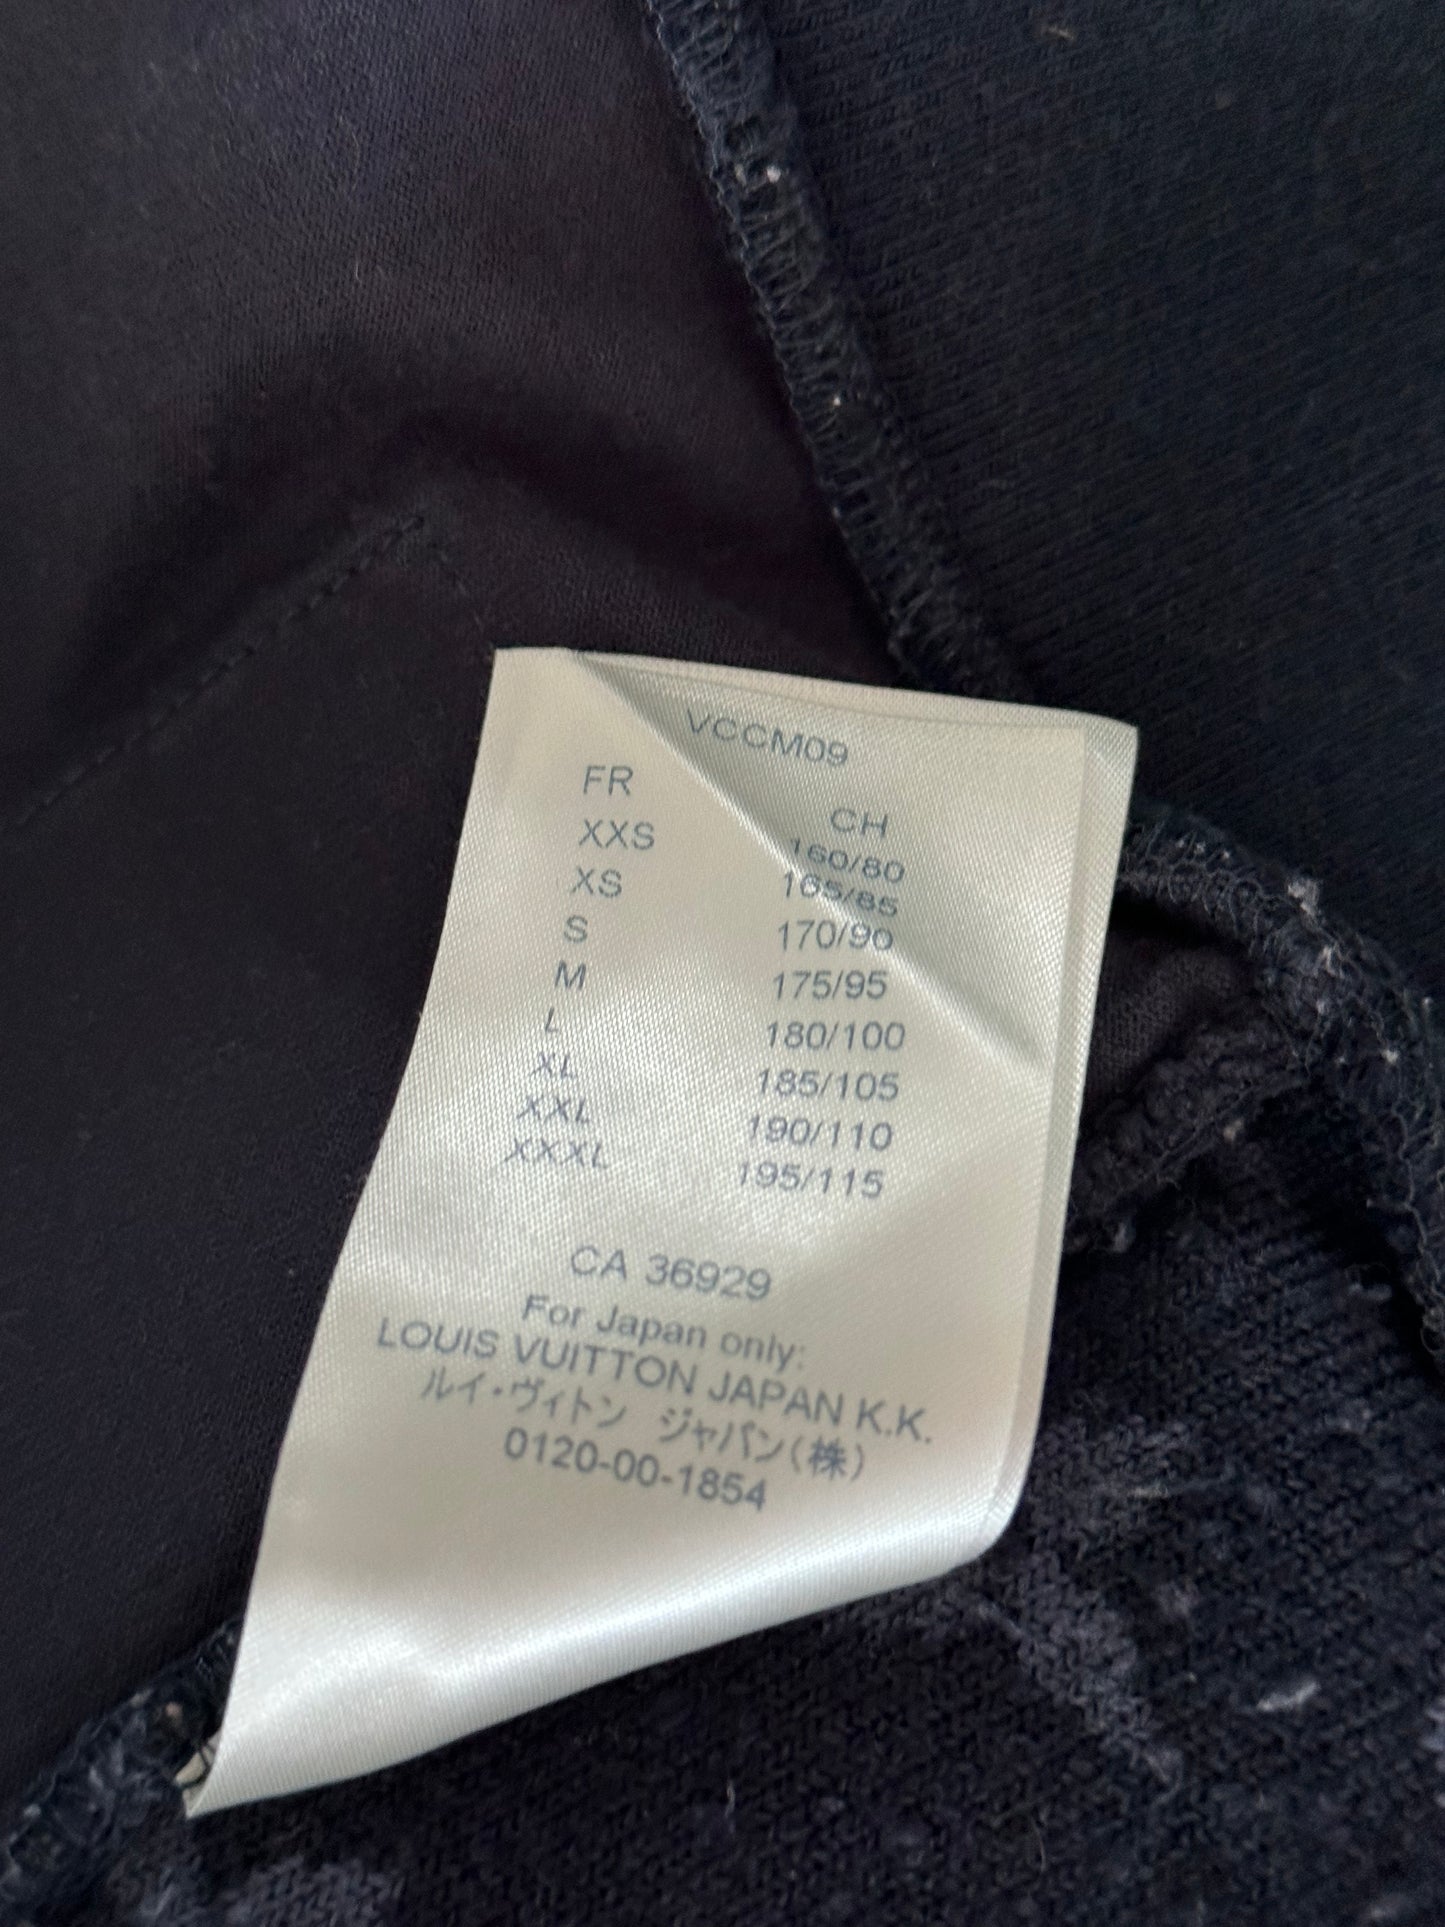 VCCM09
FR CH
XXS 160/80
XS 165/85
S 170/90
M 175/95
L 180/100
XL 185/105
XXL 190/110
XXXL 195/115
CA 36929
For Japan only:
LOUIS VUITTON JAPAN K.K.
ルイ・ヴィトン ジャパン(株)
0120-00-1854